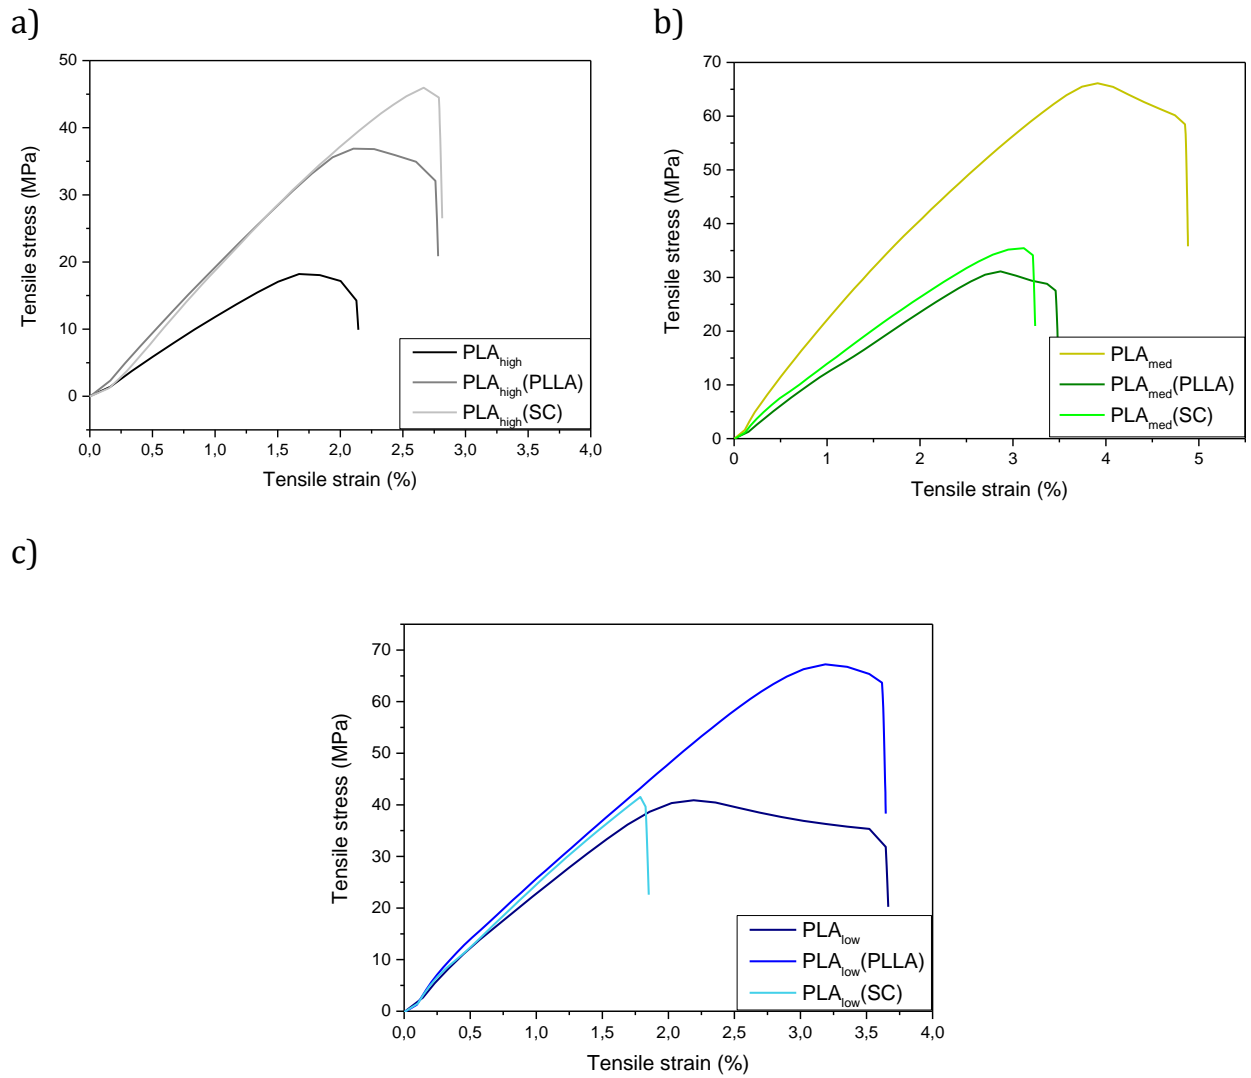 a)
50
40
30
20
10
0
0,0 0,5 1,0 1,5 2,0 2,5 3,0 3,5 4,0
Tensile stress (MPa)
Tensile strain (%)
PLAhigh
PLAhigh(PLLA)
PLAhigh(SC)
b)
70
60
50
40
30
20
10
0
0 1 2 3 4 5
Tensile stress (MPa)
Tensile strain (%)
PLAmed
PLAmed(PLLA)
PLAmed(SC)
c)
70
60
50
40
30
20
10
0
0,0 0,5 1,0 1,5 2,0 2,5 3,0 3,5 4,0
Tensile stress (MPa)
Tensile strain (%)
PLAlow
PLAlow(PLLA)
PLAlow(SC)